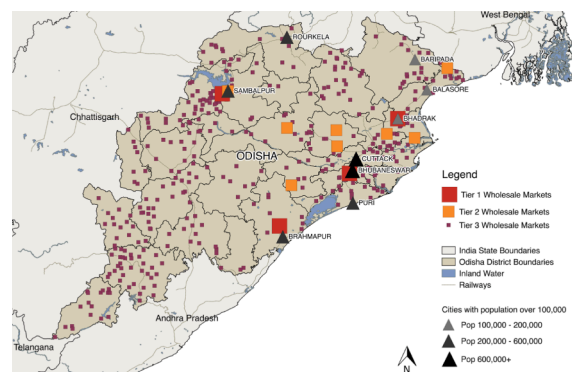 West Bengal
ROURKELA
BARIPADA
BALASORE
SAMBALPUR
Chhattisgarh
BHADRAK
ODISHA
CUTTACK
BHUBANESWAR
PURI
BRAHMAPUR
Andhra Pradesh
Telangana
Legend
Tier 1 Wholesale Markets
Tier 2 Wholesale Markets
Tier 3 Wholesale Markets
India State Boundaries
Odisha District Boundaries
Inland Water
Railways
Cities with population over 100,000
Pop 100,000 - 200,000
Pop 200,000 - 600,000
Pop 600,000+
N